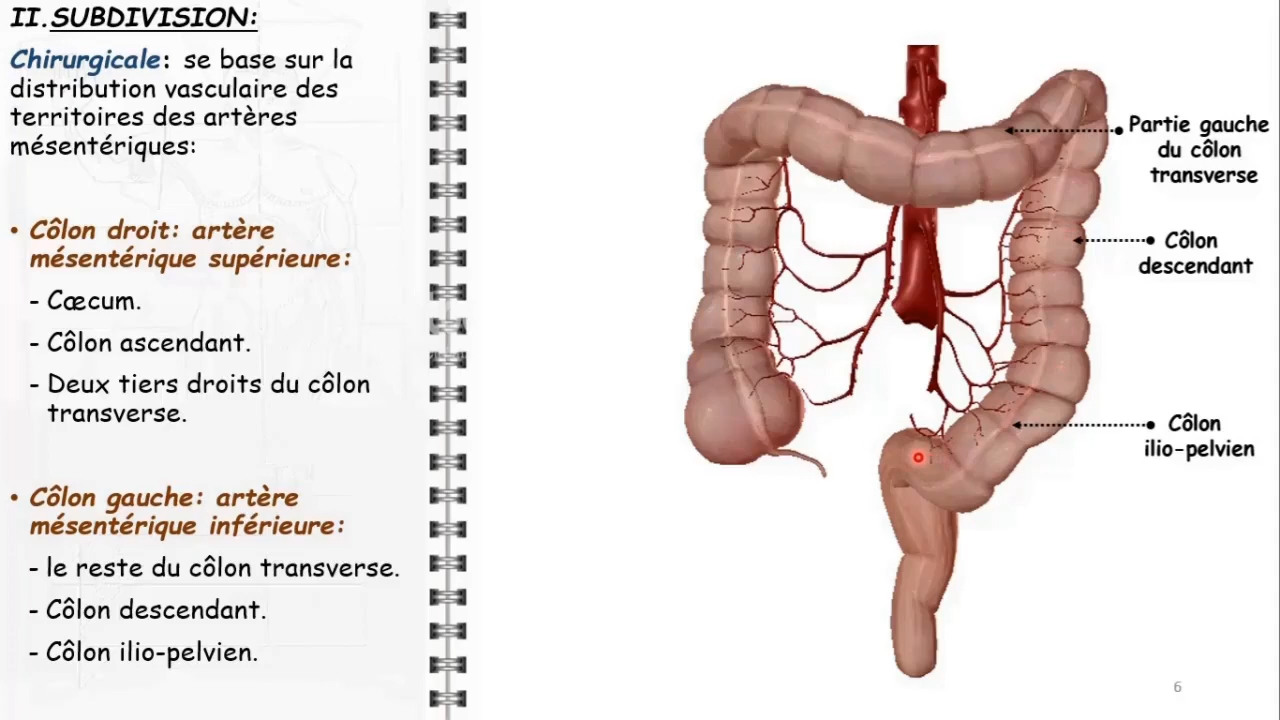 II.SUBDIVISION:
Chirurgicale: se base sur la
distribution vasculaire des
territoires des artères
mésentériques:
• Côlon droit: artère
mésentérique supérieure:
- Cæcum.
- Côlon ascendant.
- Deux tiers droits du côlon
transverse.
• Côlon gauche: artère
mésentérique inférieure:
- le reste du côlon transverse.
- Côlon descendant.
- Côlon ilio-pelvien.
Partie gauche
du côlon
transverse
Côlon
descendant
Côlon
ilio-pelvien
6